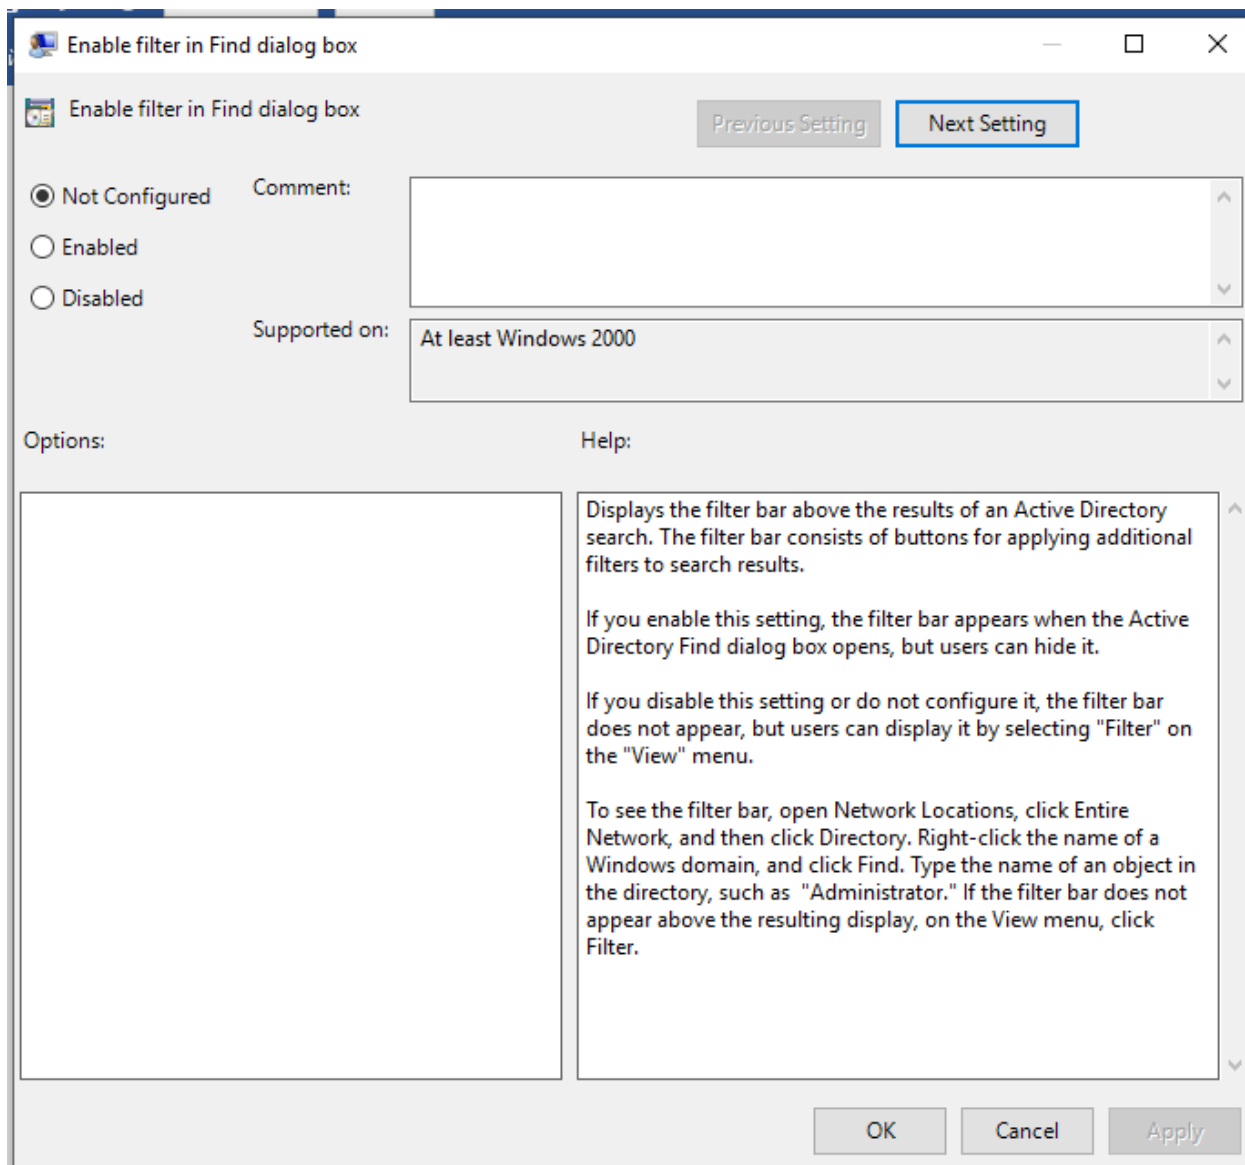 Enable filter in Find dialog box
Enable filter in Find dialog box
Previous Setting
Next Setting
Not Configured
Comment:
Enabled
Disabled
Supported on:
At least Windows 2000
Options:
Help:
Displays the filter bar above the results of an Active Directory
search. The filter bar consists of buttons for applying additional
filters to search results.
If you enable this setting, the filter bar appears when the Active
Directory Find dialog box opens, but users can hide it.
If you disable this setting or do not configure it, the filter bar
does not appear, but users can display it by selecting "Filter" on
the "View" menu.
To see the filter bar, open Network Locations, click Entire
Network, and then click Directory. Right-click the name of a
Windows domain, and click Find. Type the name of an object in
the directory, such as  "Administrator." If the filter bar does not
appear above the resulting display, on the View menu, click
Filter.
OK
Cancel
Apply